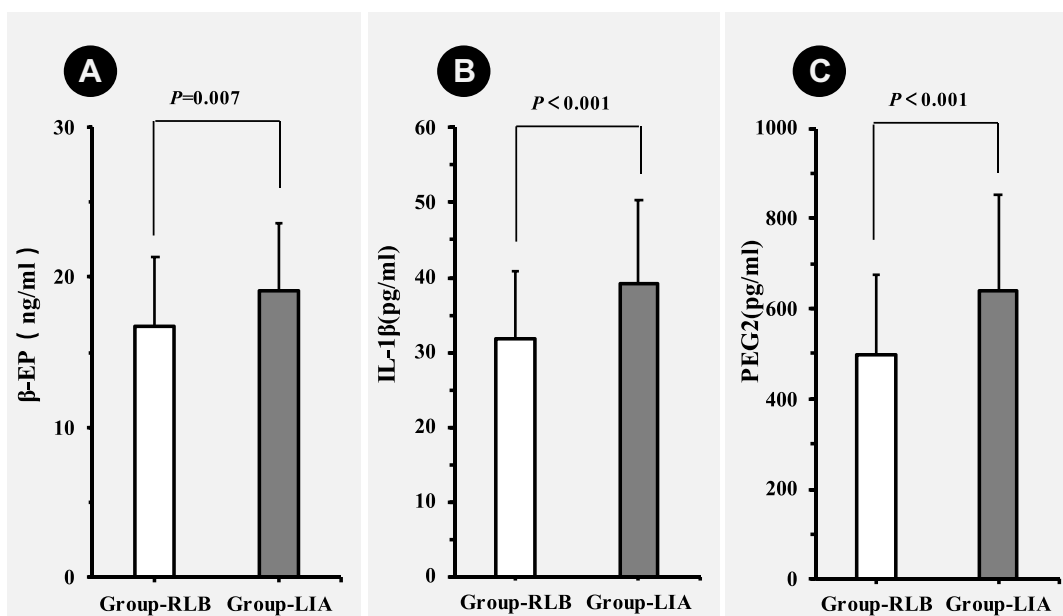 A
P=0.007
30
20
10
0
β-EP ( ng/ml )
Group-RLB Group-LIA
B
P < 0.001
60
50
40
30
20
10
0
IL-1β(pg/ml)
Group-RLB Group-LIA
C
P < 0.001
1000
800
600
400
200
0
PEG2(pg/ml)
Group-RLB Group-LIA